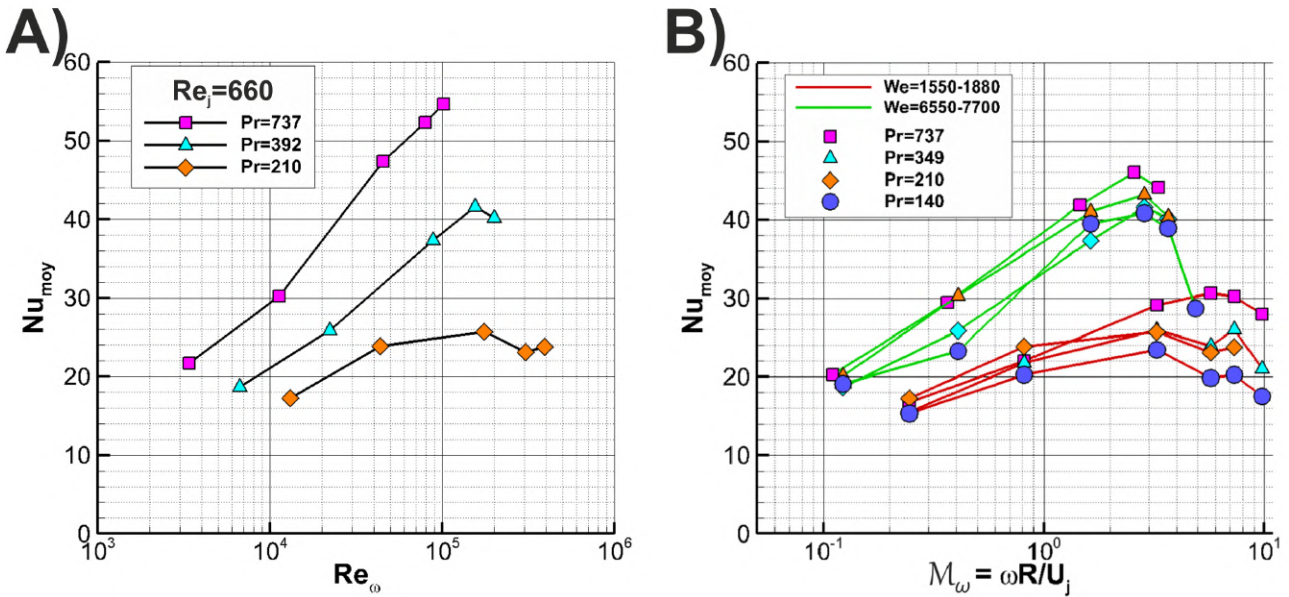 A)
60
50
40
30
20
10
0
Nu_moy
Re_j=660
Pr=737
Pr=392
Pr=210
10^3
10^4
10^5
10^6
Re_ω
B)
60
50
40
30
20
10
0
Nu_moy
We=1550-1880
We=6550-7700
Pr=737
Pr=349
Pr=210
Pr=140
10^-1
10^0
10^1
M_ω = ωR/U_j